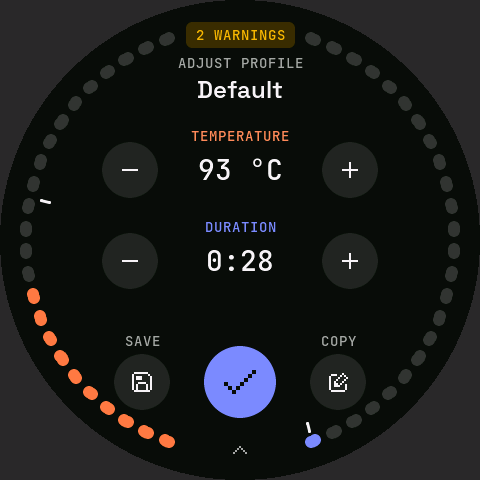 2 WARNINGS
ADJUST PROFILE
Default
TEMPERATURE
93 °C
DURATION
0:28
SAVE
COPY